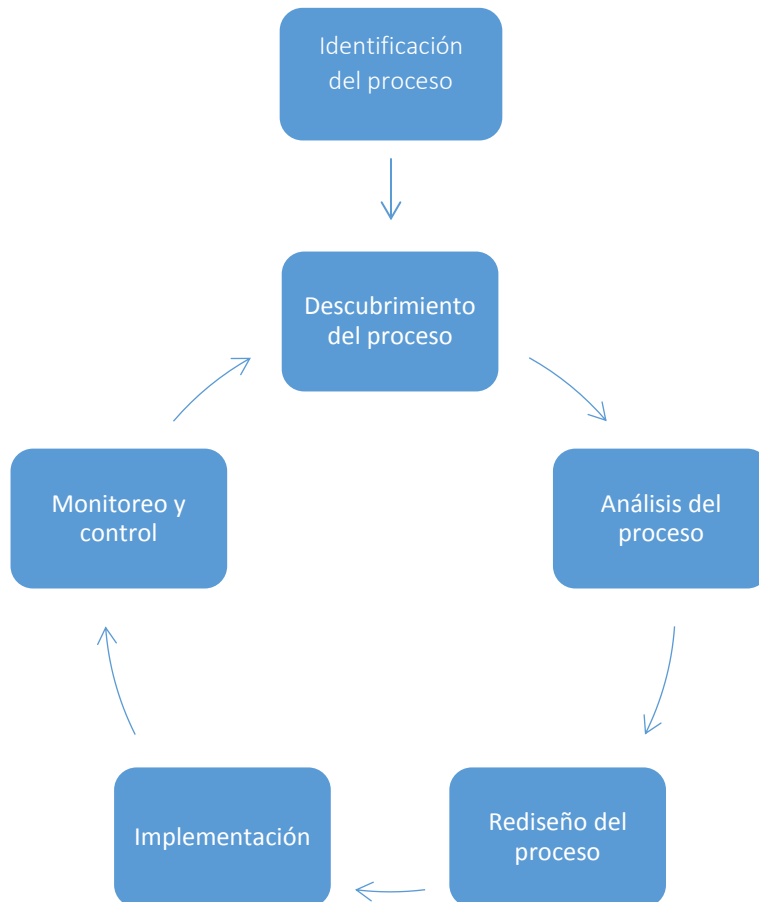 Identificación
del proceso
Descubrimiento
del proceso
Monitoreo y
control
Análisis del
proceso
Implementación
Rediseño del
proceso